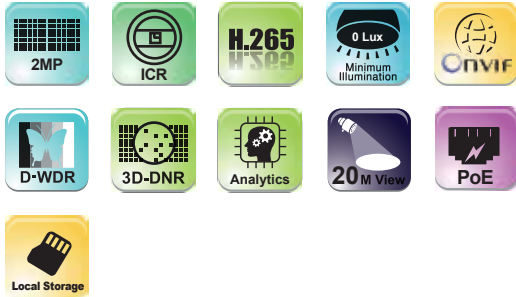 2MP
ICR
H.265
0 Lux
Minimum
Illumination
Onvif
D-WDR
3D-DNR
Analytics
20M View
PoE
Local Storage